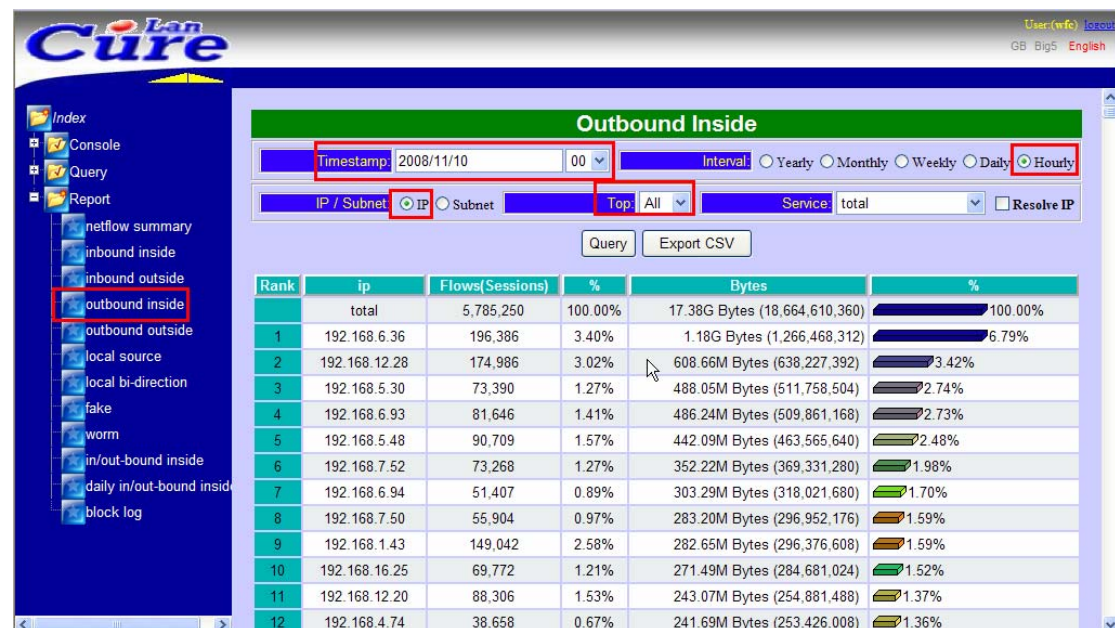 Lan
Cure
User:(wfc) logout
GB Big5 English
Index
Console
Query
Report
netflow summary
inbound inside
inbound outside
outbound inside
outbound outside
local source
local bi-direction
fake
worm
in/out-bound inside
daily in/out-bound inside
block log
Outbound Inside
Timestamp: 2008/11/10 00 Interval: Yearly Monthly Weekly Daily Hourly
IP / Subnet: IP Subnet Top: All Service: total Resolve IP
Query Export CSV
Rank ip Flows(Sessions) % Bytes %
total 5,785,250 100.00% 17.38G Bytes (18,664,610,360) 100.00%
1 192.168.6.36 196,386 3.40% 1.18G Bytes (1,266,468,312) 6.79%
2 192.168.12.28 174,986 3.02% 608.66M Bytes (638,227,392) 3.42%
3 192.168.5.30 73,390 1.27% 488.05M Bytes (511,758,504) 2.74%
4 192.168.6.93 81,646 1.41% 486.24M Bytes (509,861,168) 2.73%
5 192.168.5.48 90,709 1.57% 442.09M Bytes (463,565,640) 2.48%
6 192.168.7.52 73,268 1.27% 352.22M Bytes (369,331,280) 1.98%
7 192.168.6.94 51,407 0.89% 303.29M Bytes (318,021,680) 1.70%
8 192.168.7.50 55,904 0.97% 283.20M Bytes (296,952,176) 1.59%
9 192.168.1.43 149,042 2.58% 282.65M Bytes (296,376,608) 1.59%
10 192.168.16.25 69,772 1.21% 271.49M Bytes (284,681,024) 1.52%
11 192.168.12.20 88,306 1.53% 243.07M Bytes (254,881,488) 1.37%
12 192.168.4.74 38,658 0.67% 241.69M Bytes (253,426,008) 1.36%